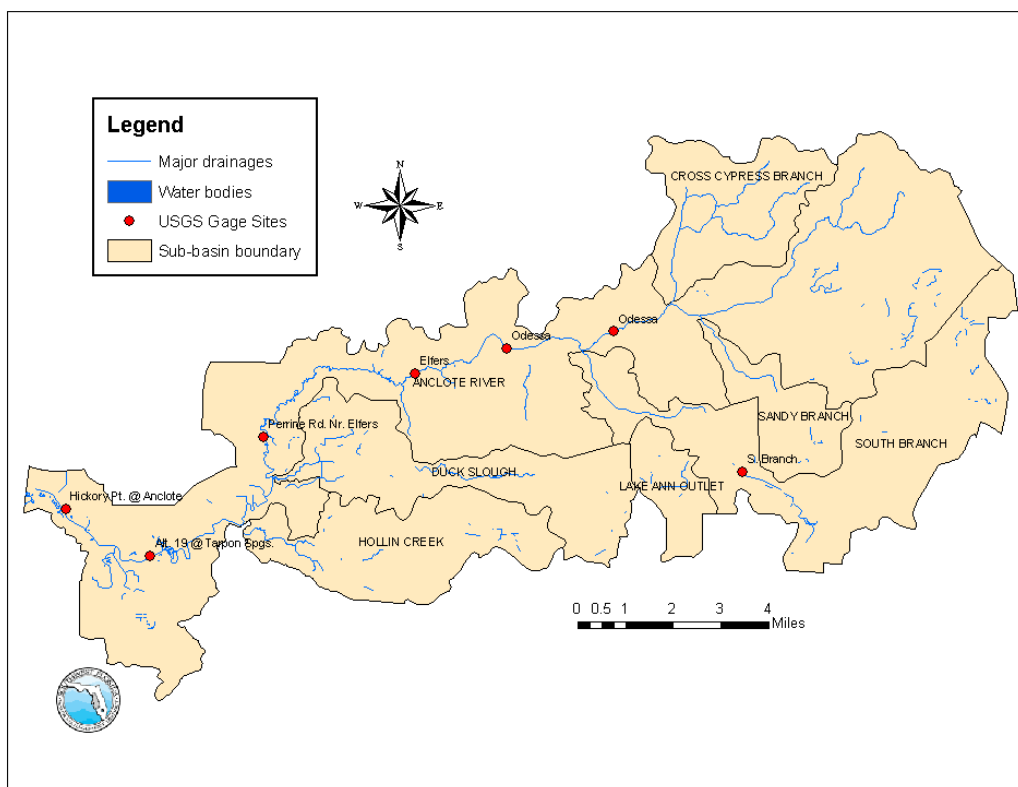 Legend
Major drainages
Water bodies
USGS Gage Sites
Sub-basin boundary
N
W
E
S
CROSS CYPRESS BRANCH
Odessa
Odessa
Elfers
ANCLOTE RIVER
Perrine Rd. Nr. Elfers
SANDY BRANCH
SOUTH BRANCH
S. Branch
DUCK SLOUGH
LAKE ANN OUTLET
Hickory Pt. @ Anclote
Alt. 19 @ Tarpon Spgs.
HOLLIN CREEK
0 0.5 1 2 3 4
Miles